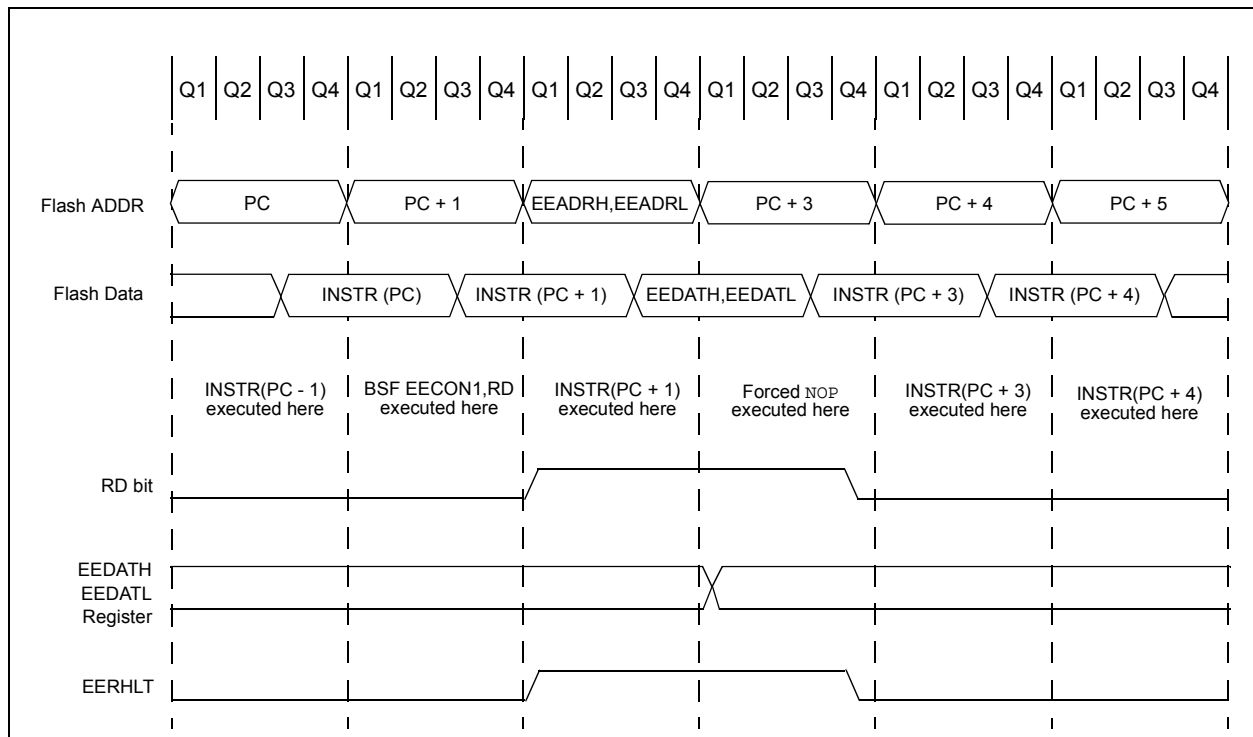 Q1 Q2 Q3 Q4 Q1 Q2 Q3 Q4 Q1 Q2 Q3 Q4 Q1 Q2 Q3 Q4 Q1 Q2 Q3 Q4 Q1 Q2 Q3 Q4
Flash ADDR PC PC + 1 EEADRH,EEADRL PC + 3 PC + 4 PC + 5
Flash Data INSTR (PC) INSTR (PC + 1) EEDATH,EEDATL INSTR (PC + 3) INSTR (PC + 4)
INSTR(PC - 1) BSF EECON1,RD INSTR(PC + 1) Forced NOP INSTR(PC + 3) INSTR(PC + 4)
executed here executed here executed here executed here executed here executed here
RD bit
EEDATH
EEDATL
Register
EERHLT